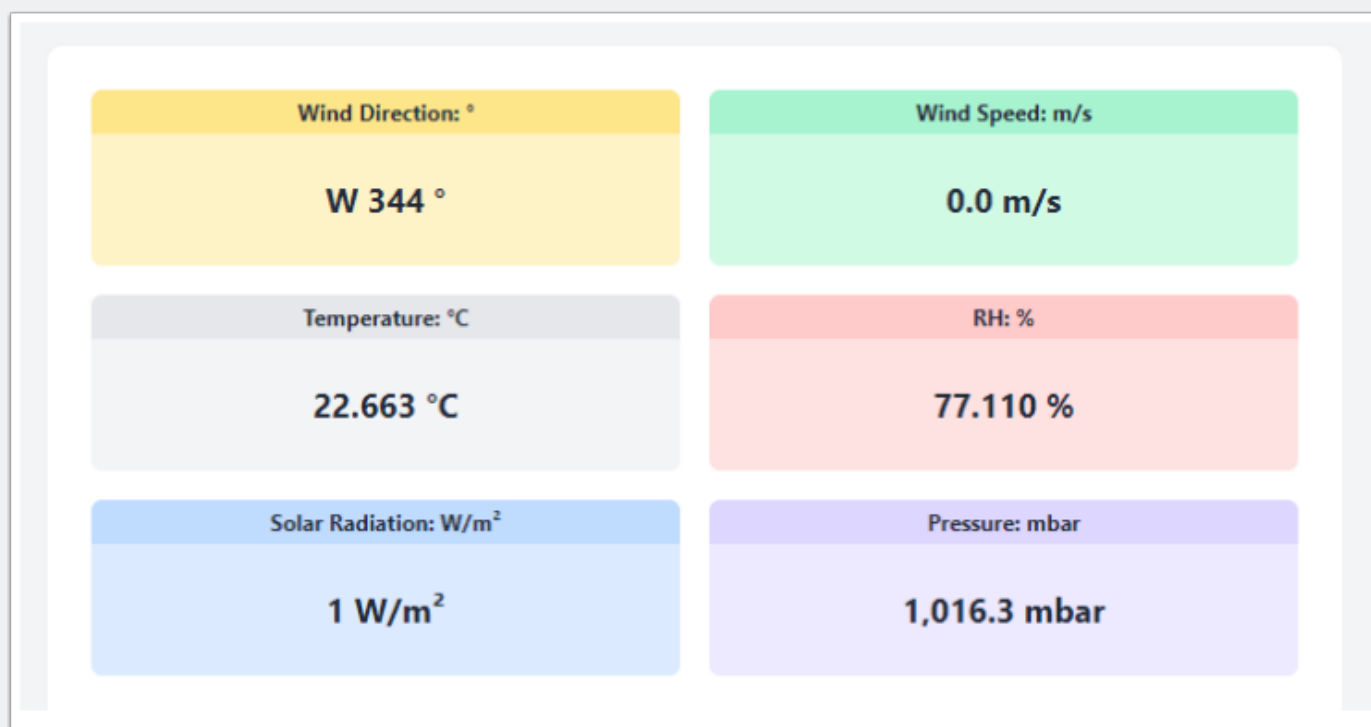 Wind Direction: °
W 344 °
Wind Speed: m/s
0.0 m/s
Temperature: °C
22.663 °C
RH: %
77.110 %
Solar Radiation: W/m²
1 W/m²
Pressure: mbar
1,016.3 mbar